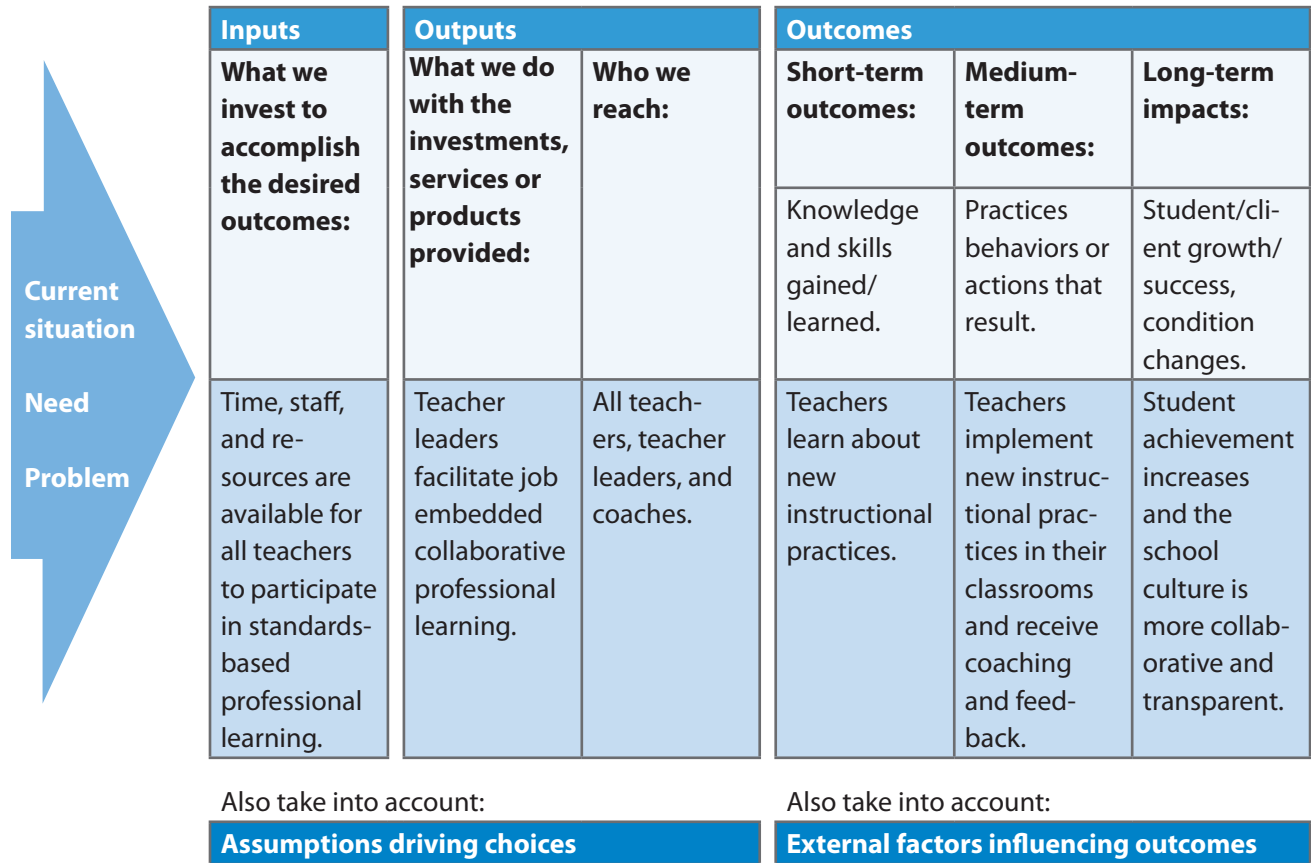 Current
situation
Need
Problem
Inputs
What we
invest to
accomplish
the desired
outcomes:
Time, staff,
and re-
sources are
available for
all teachers
to participate
in standards-
based
professional
learning.
Outputs
What we do
with the
investments,
services or
products
provided:
Teacher
leaders
facilitate job
embedded
collaborative
professional
learning.
Who we
reach:
All teach-
ers, teacher
leaders, and
coaches.
Also take into account:
Assumptions driving choices
Outcomes
Short-term
outcomes:
Knowledge
and skills
gained/
learned.
Teachers
learn about
new
instructional
practices.
Medium-
term
outcomes:
Practices
behaviors or
actions that
result.
Teachers
implement
new instruc-
tional prac-
tices in their
classrooms
and receive
coaching
and feed-
back.
Long-term
impacts:
Student/cli-
ent growth/
success,
condition
changes.
Student
achievement
increases
and the
school
culture is
more collab-
orative and
transparent.
Also take into account:
External factors influencing outcomes